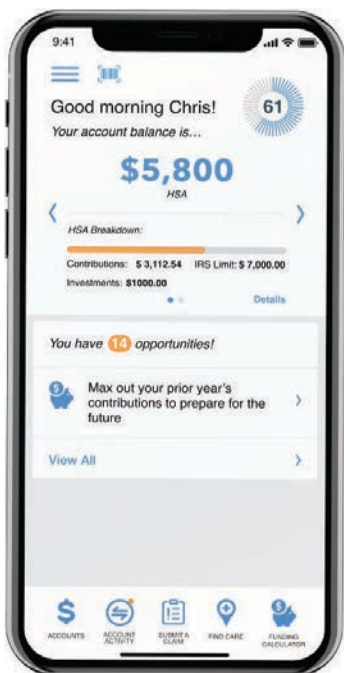 9:41
Good morning Chris!
61
Your account balance is...
$5,800
HSA
HSA Breakdown:
Contributions: $ 3,112.54 IRS Limit: $ 7,000.00
Investments: $1000.00
Details
You have 14 opportunities!
$
Max out your prior year's
contributions to prepare for the
future
View All
$
$
ACCOUNTS
ACCOUNT
ACTIVITY
SUBMIT A
CLAIM
FIND CARE
FUNDING
CALCULATOR